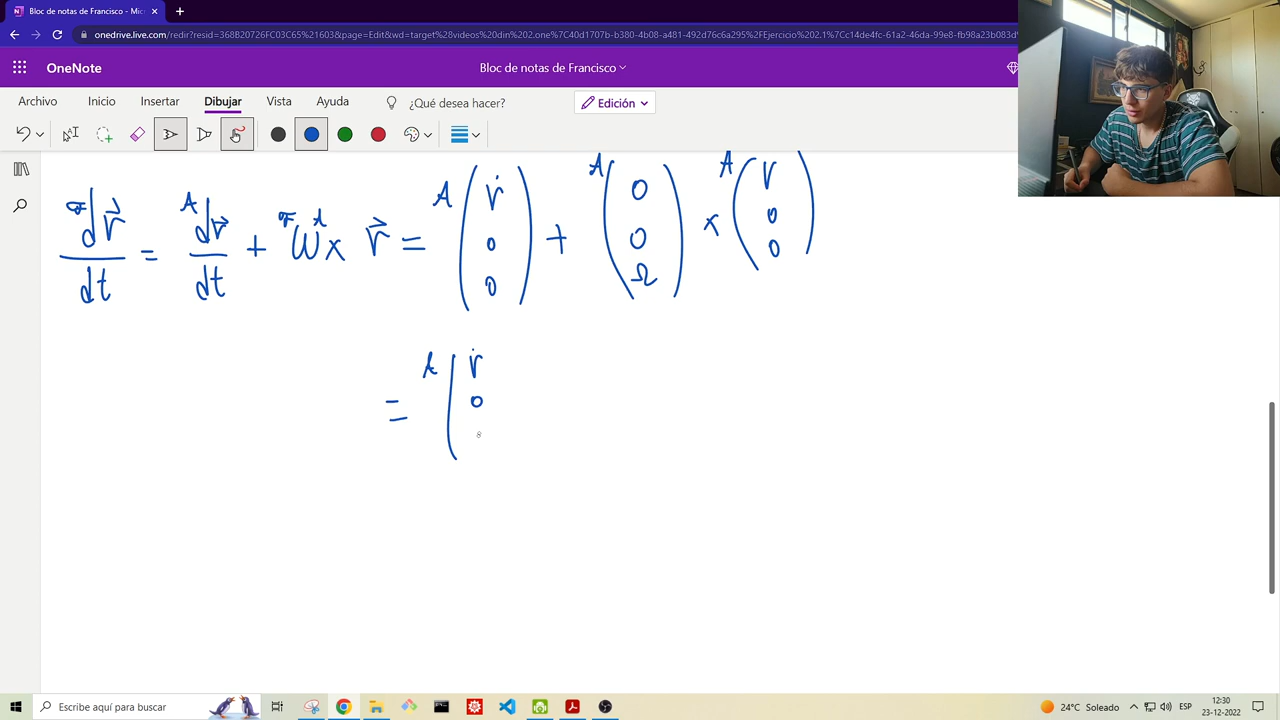 Bloc de notas de Francisco - Micr
onedrive.live.com/redir?resid=368B20726FC03C65%21603&page=Edit&wd=target%28videos%20din%202.one%7C40d1707b-b380-4b08-a481-492d76c6a295%2FEjercicio%202.1%7Cc14de4fc-61a2-46da-99e8-fb98a23b083d%
OneNote
Bloc de notas de Francisco
Archivo Inicio Insertar Dibujar Vista Ayuda ¿Qué desea hacer? Edición
dr⃗/dt = A dr⃗/dt + ω A x r⃗ = A (ṙ 0 0) + A (0 0 Ω) x A (r 0 0)
= A ( ṙ 0
Escribe aquí para buscar
24°C Soleado ESP 12:30 23-12-2022